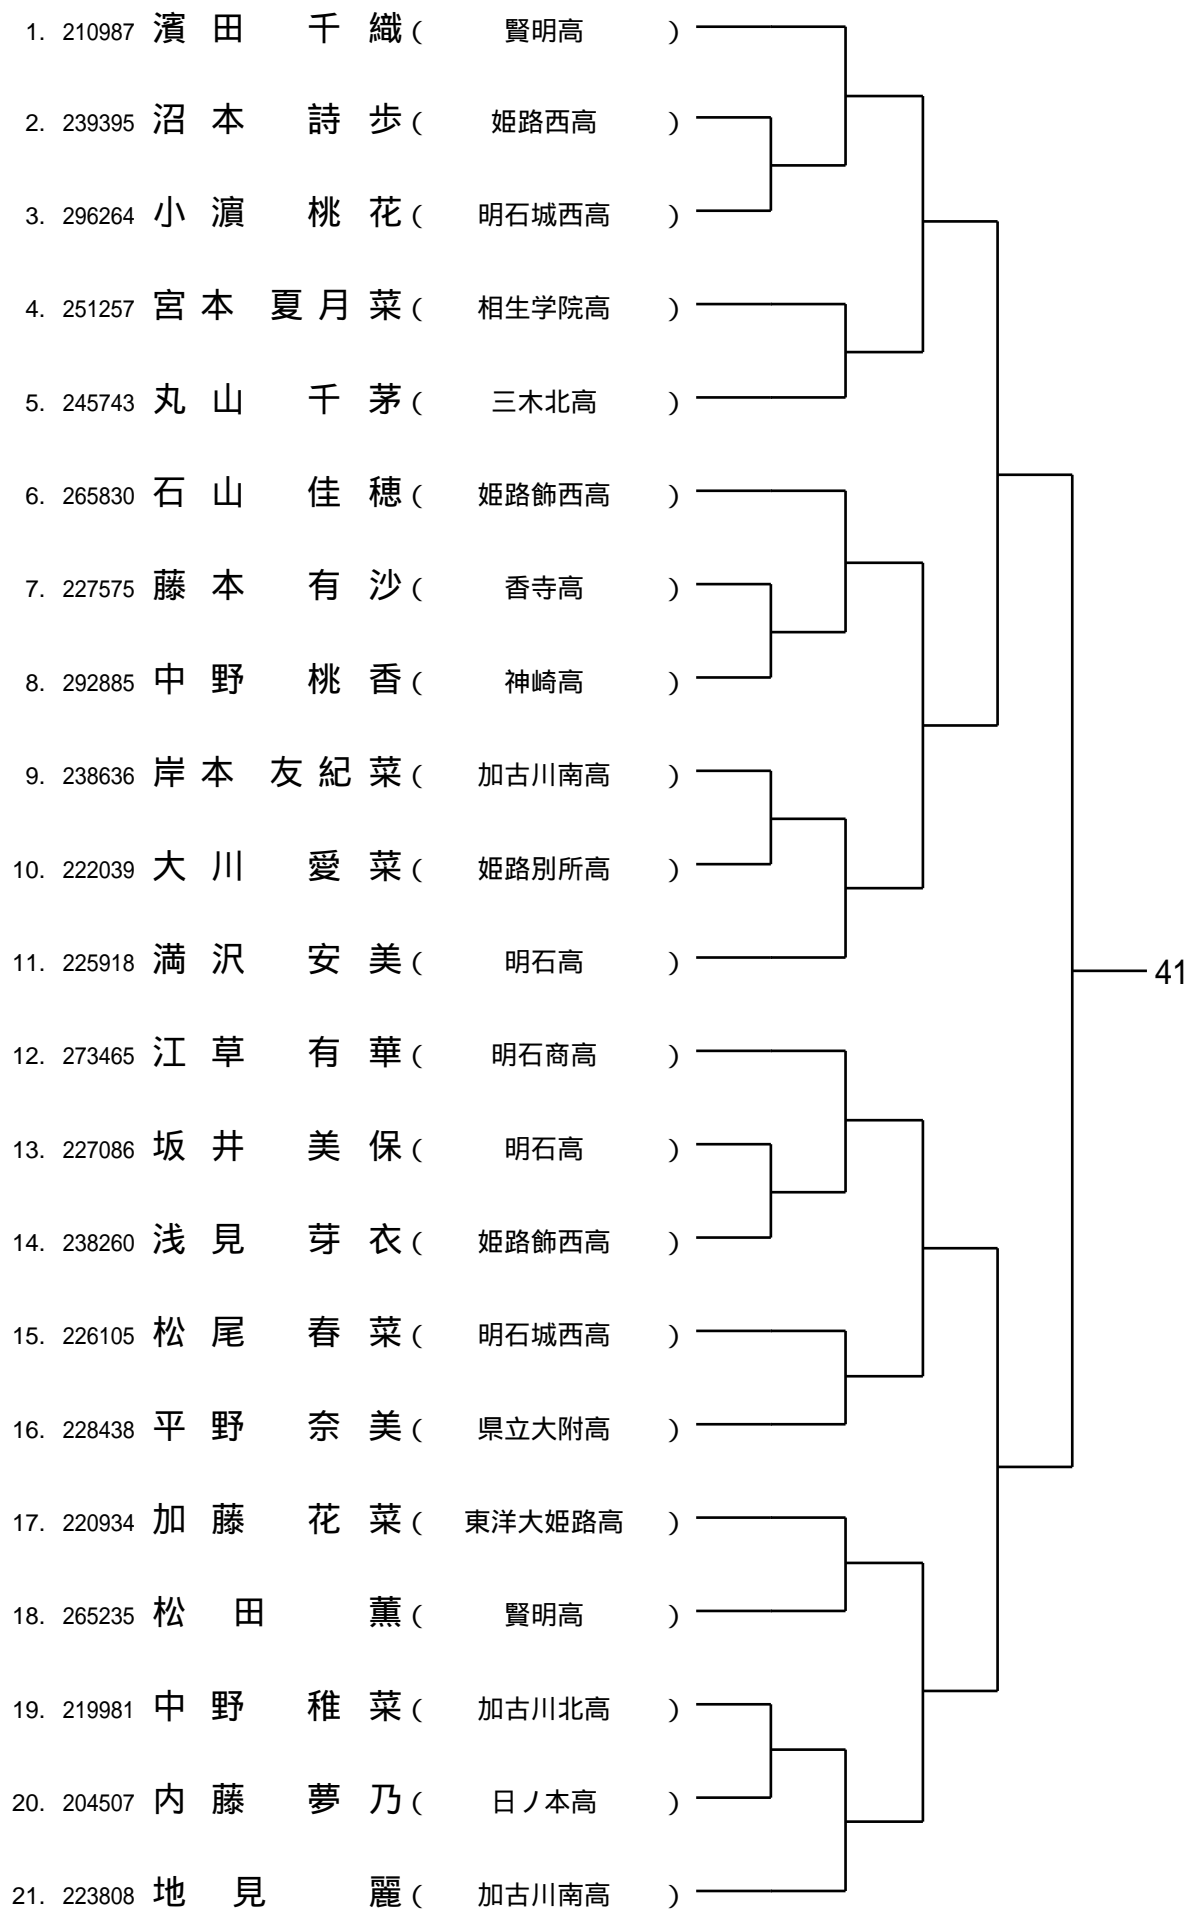 1. 210987 濱田 千織 ( 賢明高 )
2. 239395 沼本 詩歩 ( 姫路西高 )
3. 296264 小濵 桃花 ( 明石城西高 )
4. 251257 宮本 夏月菜 ( 相生学院高 )
5. 245743 丸山 千茅 ( 三木北高 )
6. 265830 石山 佳穂 ( 姫路飾西高 )
7. 227575 藤本 有沙 ( 香寺高 )
8. 292885 中野 桃香 ( 神崎高 )
9. 238636 岸本 友紀菜 ( 加古川南高 )
10. 222039 大川 愛菜 ( 姫路別所高 )
11. 225918 満沢 安美 ( 明石高 )
41
12. 273465 江草 有華 ( 明石商高 )
13. 227086 坂井 美保 ( 明石高 )
14. 238260 浅見 芽衣 ( 姫路飾西高 )
15. 226105 松尾 春菜 ( 明石城西高 )
16. 228438 平野 奈美 ( 県立大附高 )
17. 220934 加藤 花菜 ( 東洋大姫路高 )
18. 265235 松田 薫 ( 賢明高 )
19. 219981 中野 稚菜 ( 加古川北高 )
20. 204507 内藤 夢乃 ( 日ノ本高 )
21. 223808 地見 麗 ( 加古川南高 )